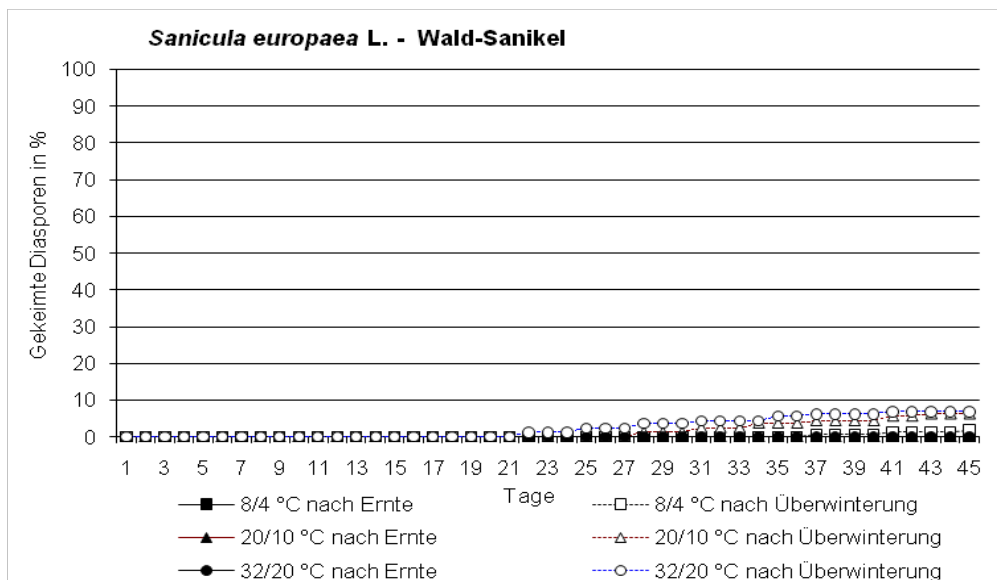 Sanicula europaea L. - Wald-Sanikel
100
90
80
70
60
50
40
30
20
10
0
Gekeimte Diasporen in %
1 3 5 7 9 11 13 15 17 19 21 23 25 27 29 31 33 35 37 39 41 43 45
Tage
8/4 °C nach Ernte
8/4 °C nach Überwinterung
20/10 °C nach Ernte
20/10 °C nach Überwinterung
32/20 °C nach Ernte
32/20 °C nach Überwinterung